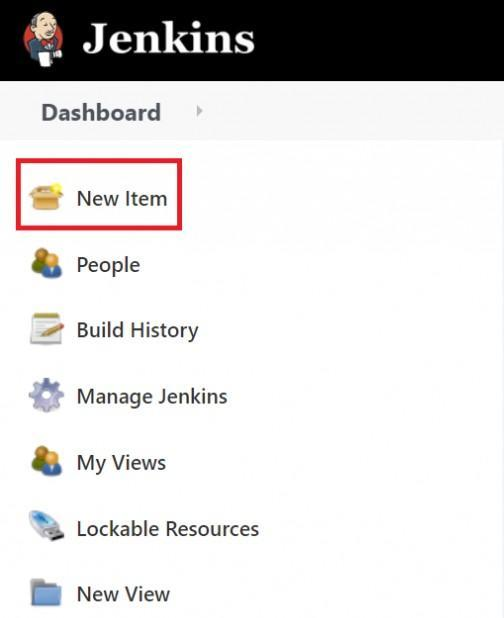 Jenkins
Dashboard
New Item
People
Build History
Manage Jenkins
My Views
Lockable Resources
New View